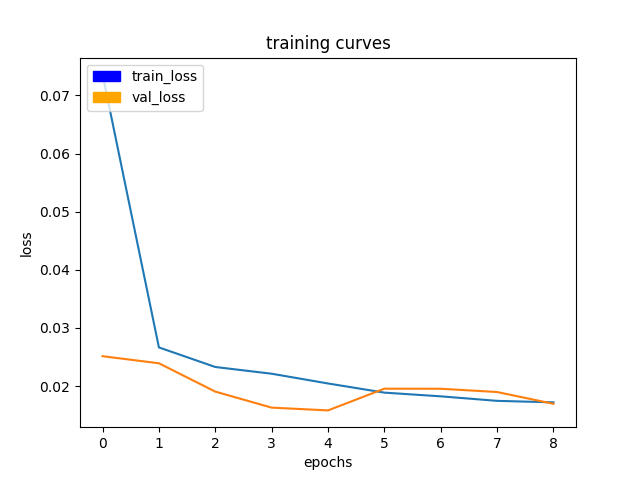 training curves
train_loss
val_loss
0.07
0.06
0.05
0.04
0.03
0.02
loss
0 1 2 3 4 5 6 7 8
epochs